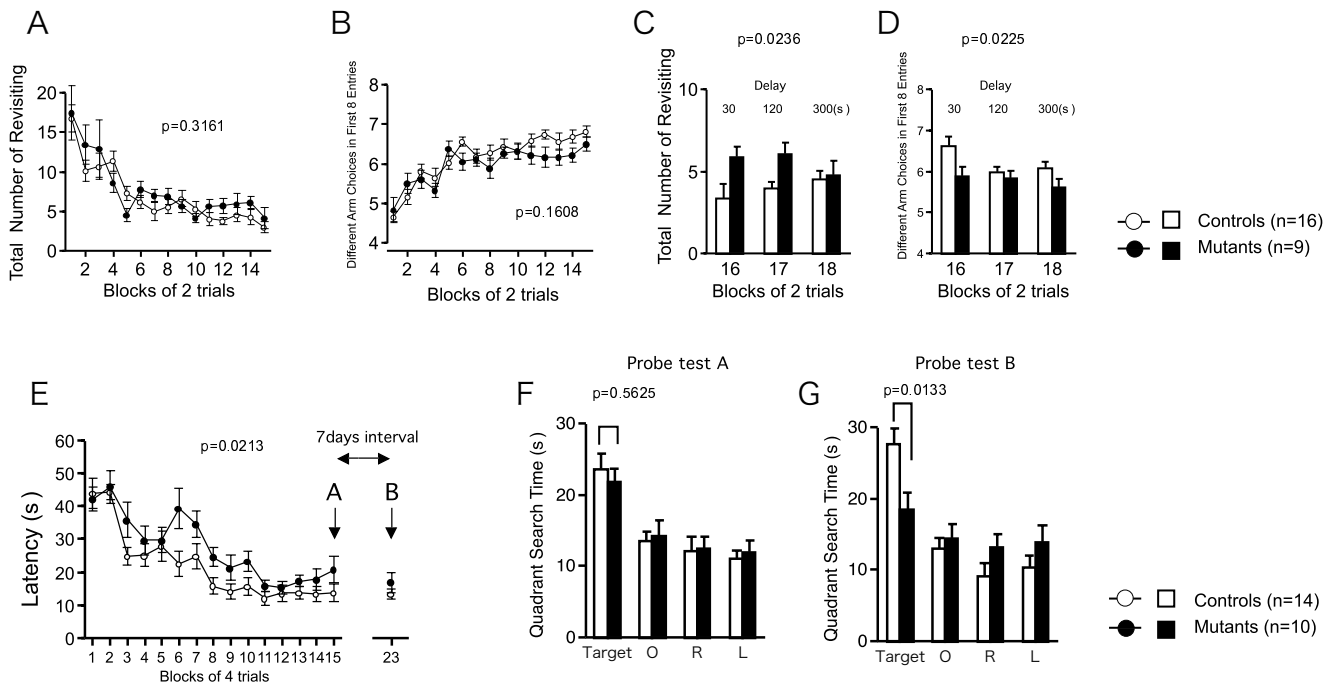 A
Total Number of Revisiting
20
15
10
5
0
p=0.3161
2 4 6 8 10 12 14
Blocks of 2 trials
B
Different Arm Choices in First 8 Entries
8
7
6
5
4
p=0.1608
2 4 6 8 10 12 14
Blocks of 2 trials
C
p=0.0236
Total Number of Revisiting
10
5
0
Delay
30 120 300(s )
16 17 18
Blocks of 2 trials
D
p=0.0225
Different Arm Choices in First 8 Entries
8
7
6
5
4
Delay
30 120 300(s )
16 17 18
Blocks of 2 trials
Controls (n=16)
Mutants (n=9)
E
Latency (s )
60
50
40
30
20
10
0
p=0.0213
7days interval
A B
1 2 3 4 5 6 7 8 9 10 11 12 13 14 15 23
Blocks of 4 trials
Probe test A
F
p=0.5625
Quadrant Search Time (s )
30
20
10
0
Target O R L
Probe test B
G
p=0.0133
Quadrant Search Time (s )
30
20
10
0
Target O R L
Controls (n=14)
Mutants (n=10)